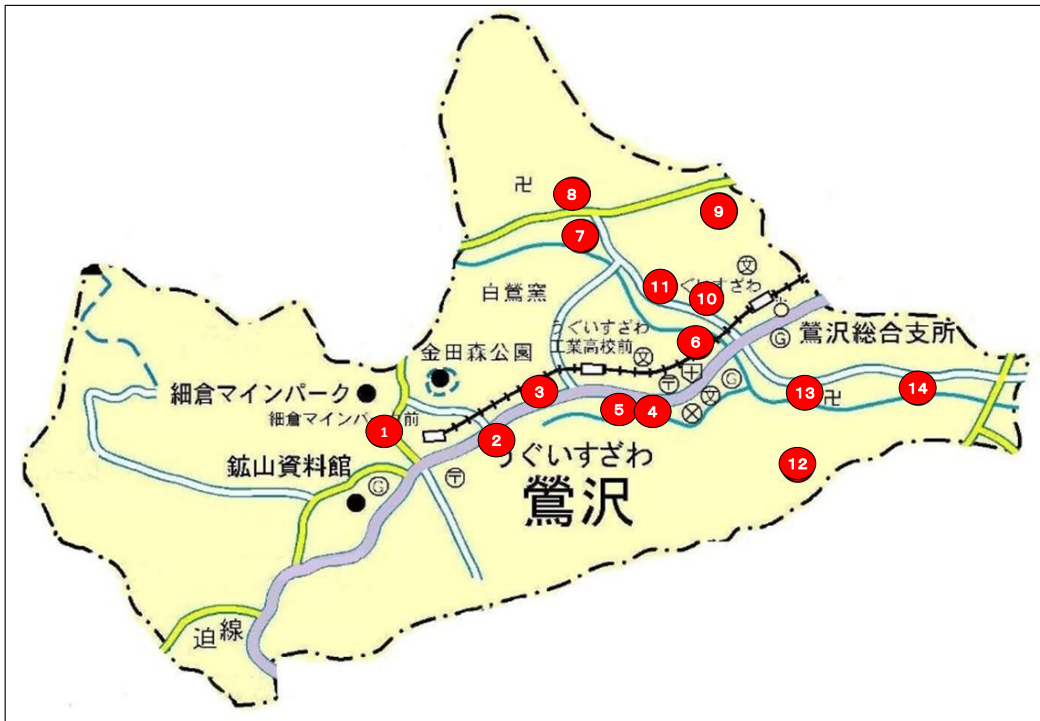 卍
8
9
7
文
11
ぐいすざわ
10
白鶯窯
うぐいすざわ
工業高校前
6
鶯沢総合支所
G
金田森公園
文
〒
G
文
3
14
細倉マインパーク
13
卍
5
4
細倉マインパーク前
1
2
うぐいすざわ
鶯沢
鉱山資料館
G
〒
12
迫線